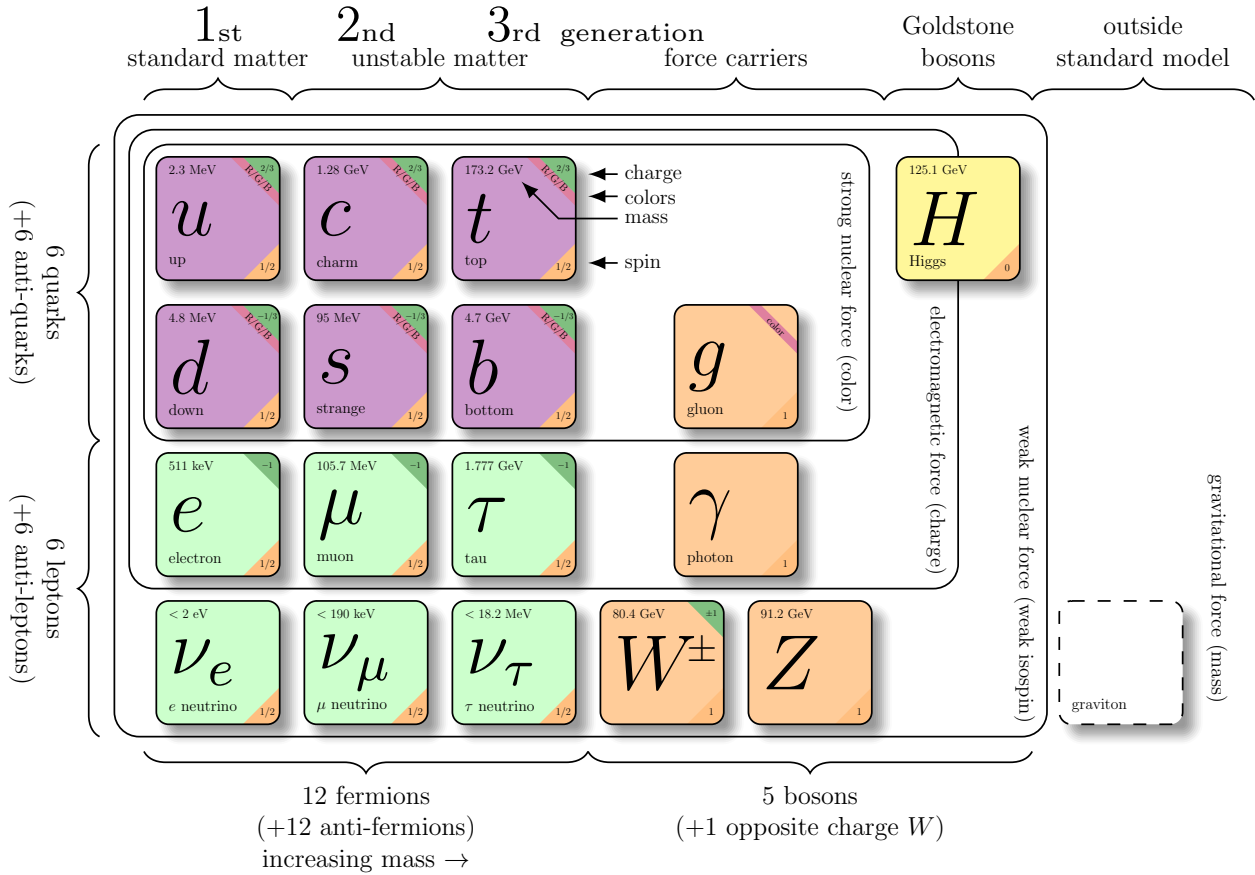 1st 2nd 3rd generation
standard matter unstable matter force carriers
Goldstone
bosons
outside
standard model
6 quarks
(+6 anti-quarks)
6 leptons
(+6 anti-leptons)
2.3 MeV
R/G/B
2/3
u
up
1/2
1.28 GeV
R/G/B
2/3
c
charm
1/2
173.2 GeV
R/G/B
2/3
t
top
1/2
charge
colors
mass
spin
strong nuclear force (color)
125.1 GeV
H
Higgs
0
4.8 MeV
R/G/B
−1/3
d
down
1/2
95 MeV
R/G/B
−1/3
s
strange
1/2
4.7 GeV
R/G/B
−1/3
b
bottom
1/2
color
g
gluon
1
electromagnetic force (charge)
511 keV
−1
e
electron
1/2
105.7 MeV
−1
μ
muon
1/2
1.777 GeV
−1
τ
tau
1/2
γ
photon
1
weak nuclear force (weak isospin)
gravitational force (mass)
< 2 eV
νe
e neutrino
1/2
< 190 keV
νμ
μ neutrino
1/2
< 18.2 MeV
ντ
τ neutrino
1/2
80.4 GeV
±1
W±
1
91.2 GeV
Z
1
graviton
12 fermions
(+12 anti-fermions)
increasing mass →
5 bosons
(+1 opposite charge W)